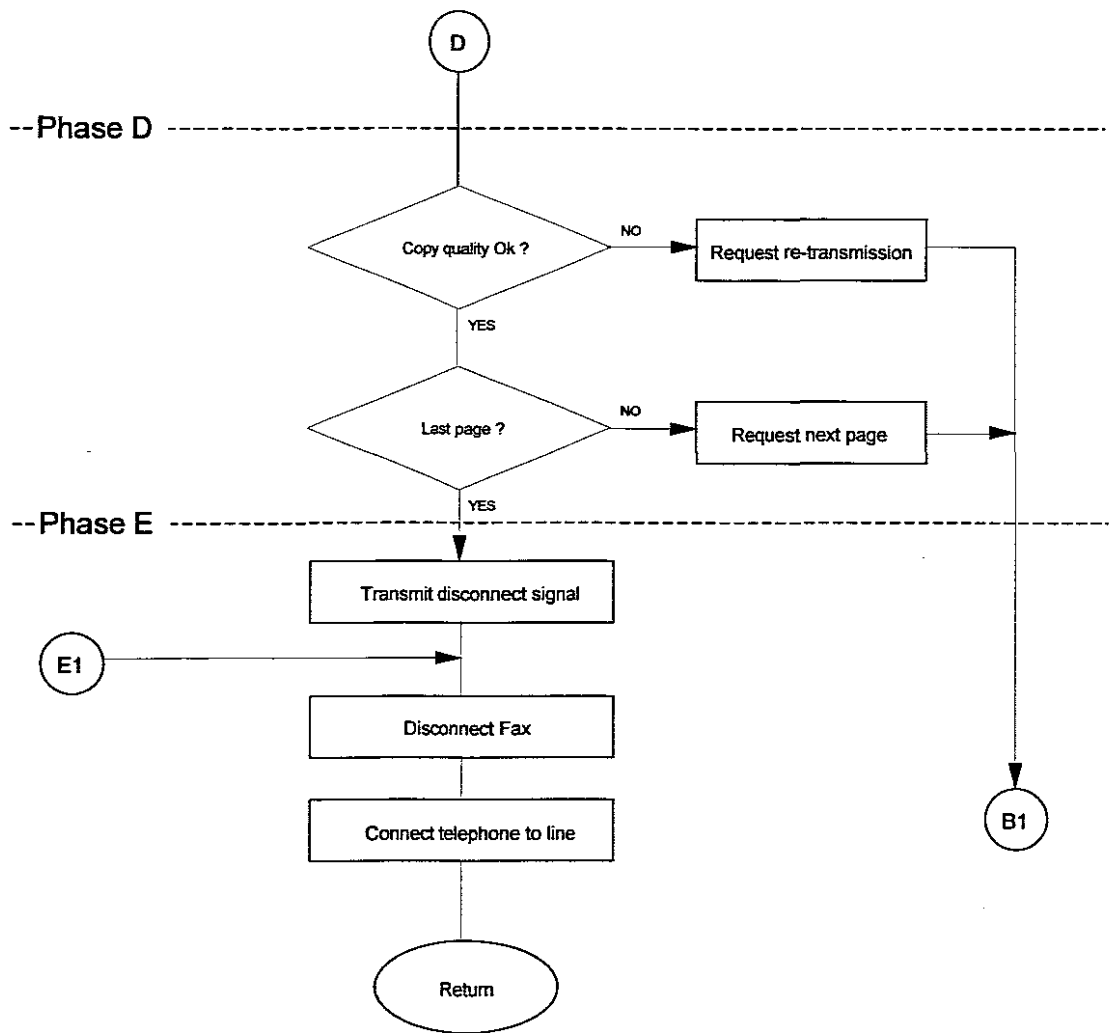 D
--Phase D
Copy quality Ok ?
NO
Request re-transmission
YES
Last page ?
NO
Request next page
YES
--Phase E
Transmit disconnect signal
E1
Disconnect Fax
Connect telephone to line
B1
Return